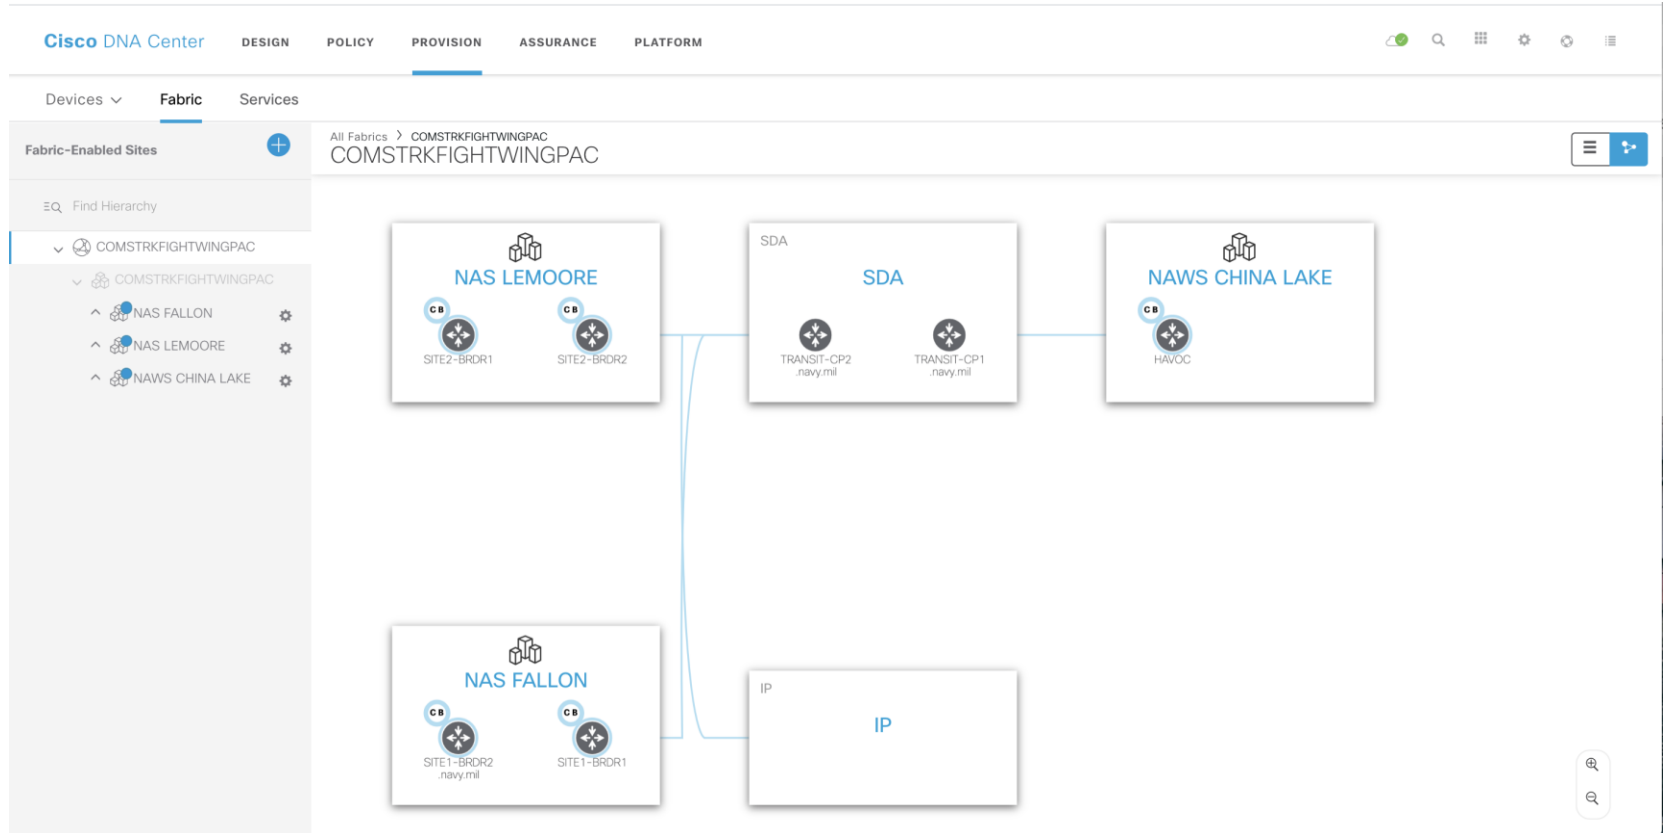 Cisco DNA Center DESIGN POLICY PROVISION ASSURANCE PLATFORM
Devices Fabric Services
Fabric-Enabled Sites
Find Hierarchy
COMSTRKFIGHTWINGPAC
COMSTRKFIGHTWINGPAC
NAS FALLON
NAS LEMOORE
NAWS CHINA LAKE
All Fabrics > COMSTRKFIGHTWINGPAC
COMSTRKFIGHTWINGPAC
NAS LEMOORE
CB CB
SITE2-BRDR1 SITE2-BRDR2
SDA
SDA
TRANSIT-CP2 TRANSIT-CP1
.navy.mil .navy.mil
NAWS CHINA LAKE
CB
HAVOC
NAS FALLON
CB CB
SITE1-BRDR2 SITE1-BRDR1
.navy.mil
IP
IP